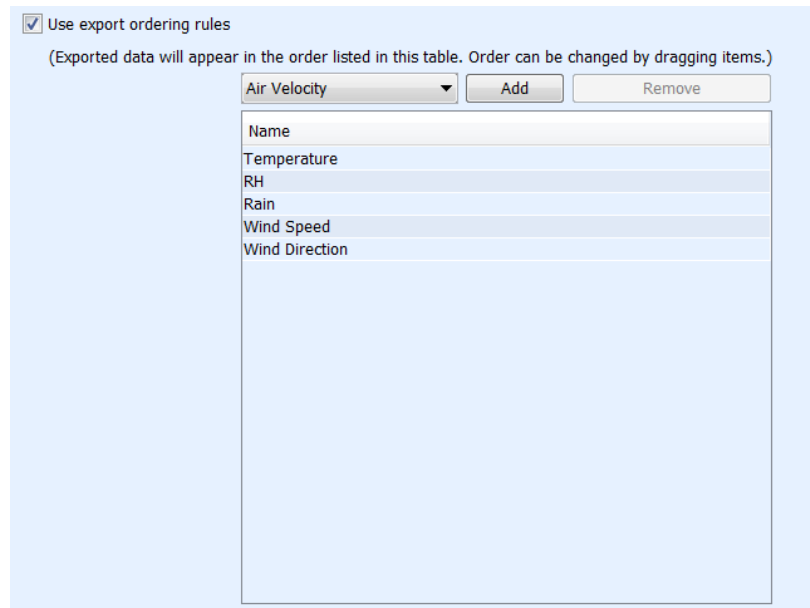 Use export ordering rules
(Exported data will appear in the order listed in this table. Order can be changed by dragging items.)
Air Velocity Add Remove
Name
Temperature
RH
Rain
Wind Speed
Wind Direction